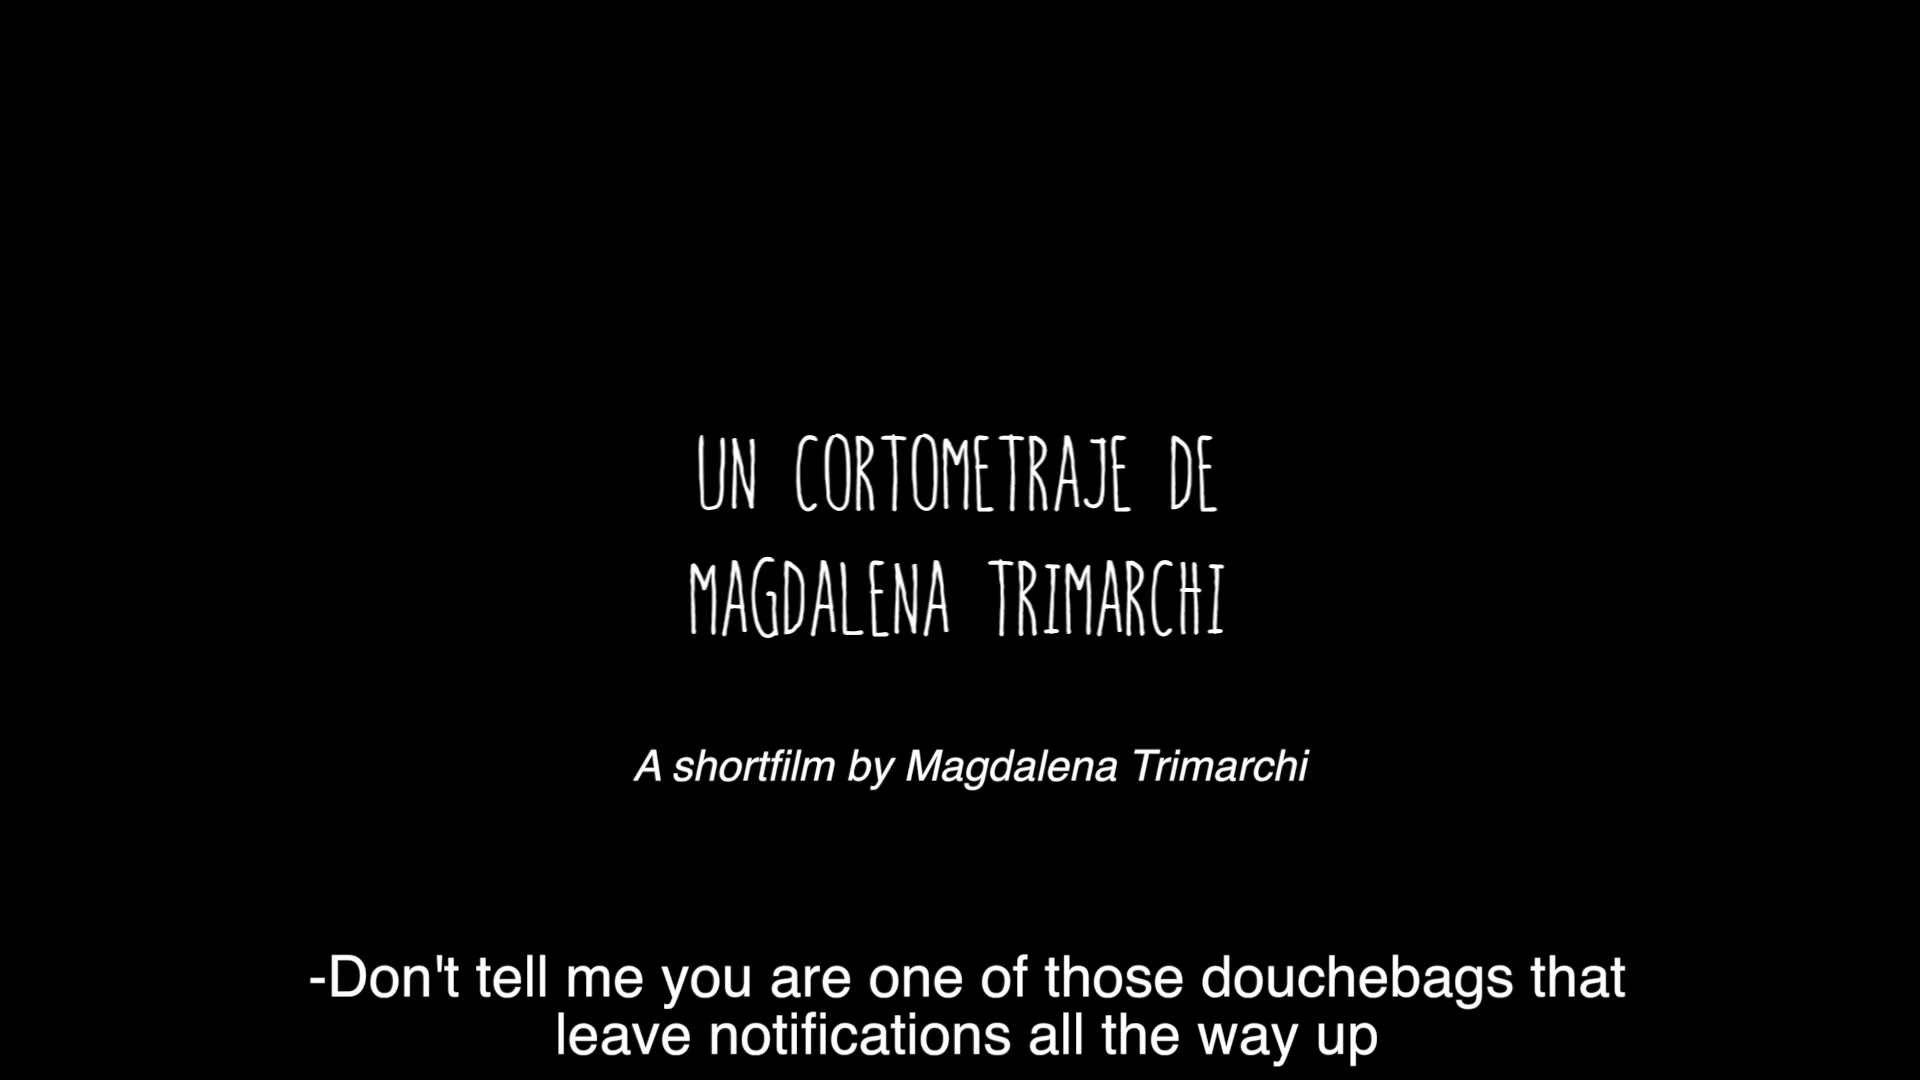 UN CORTOMETRAJE DE
MAGDALENA TRIMARCHI
A shortfilm by Magdalena Trimarchi
-Don't tell me you are one of those douchebags that
leave notifications all the way up